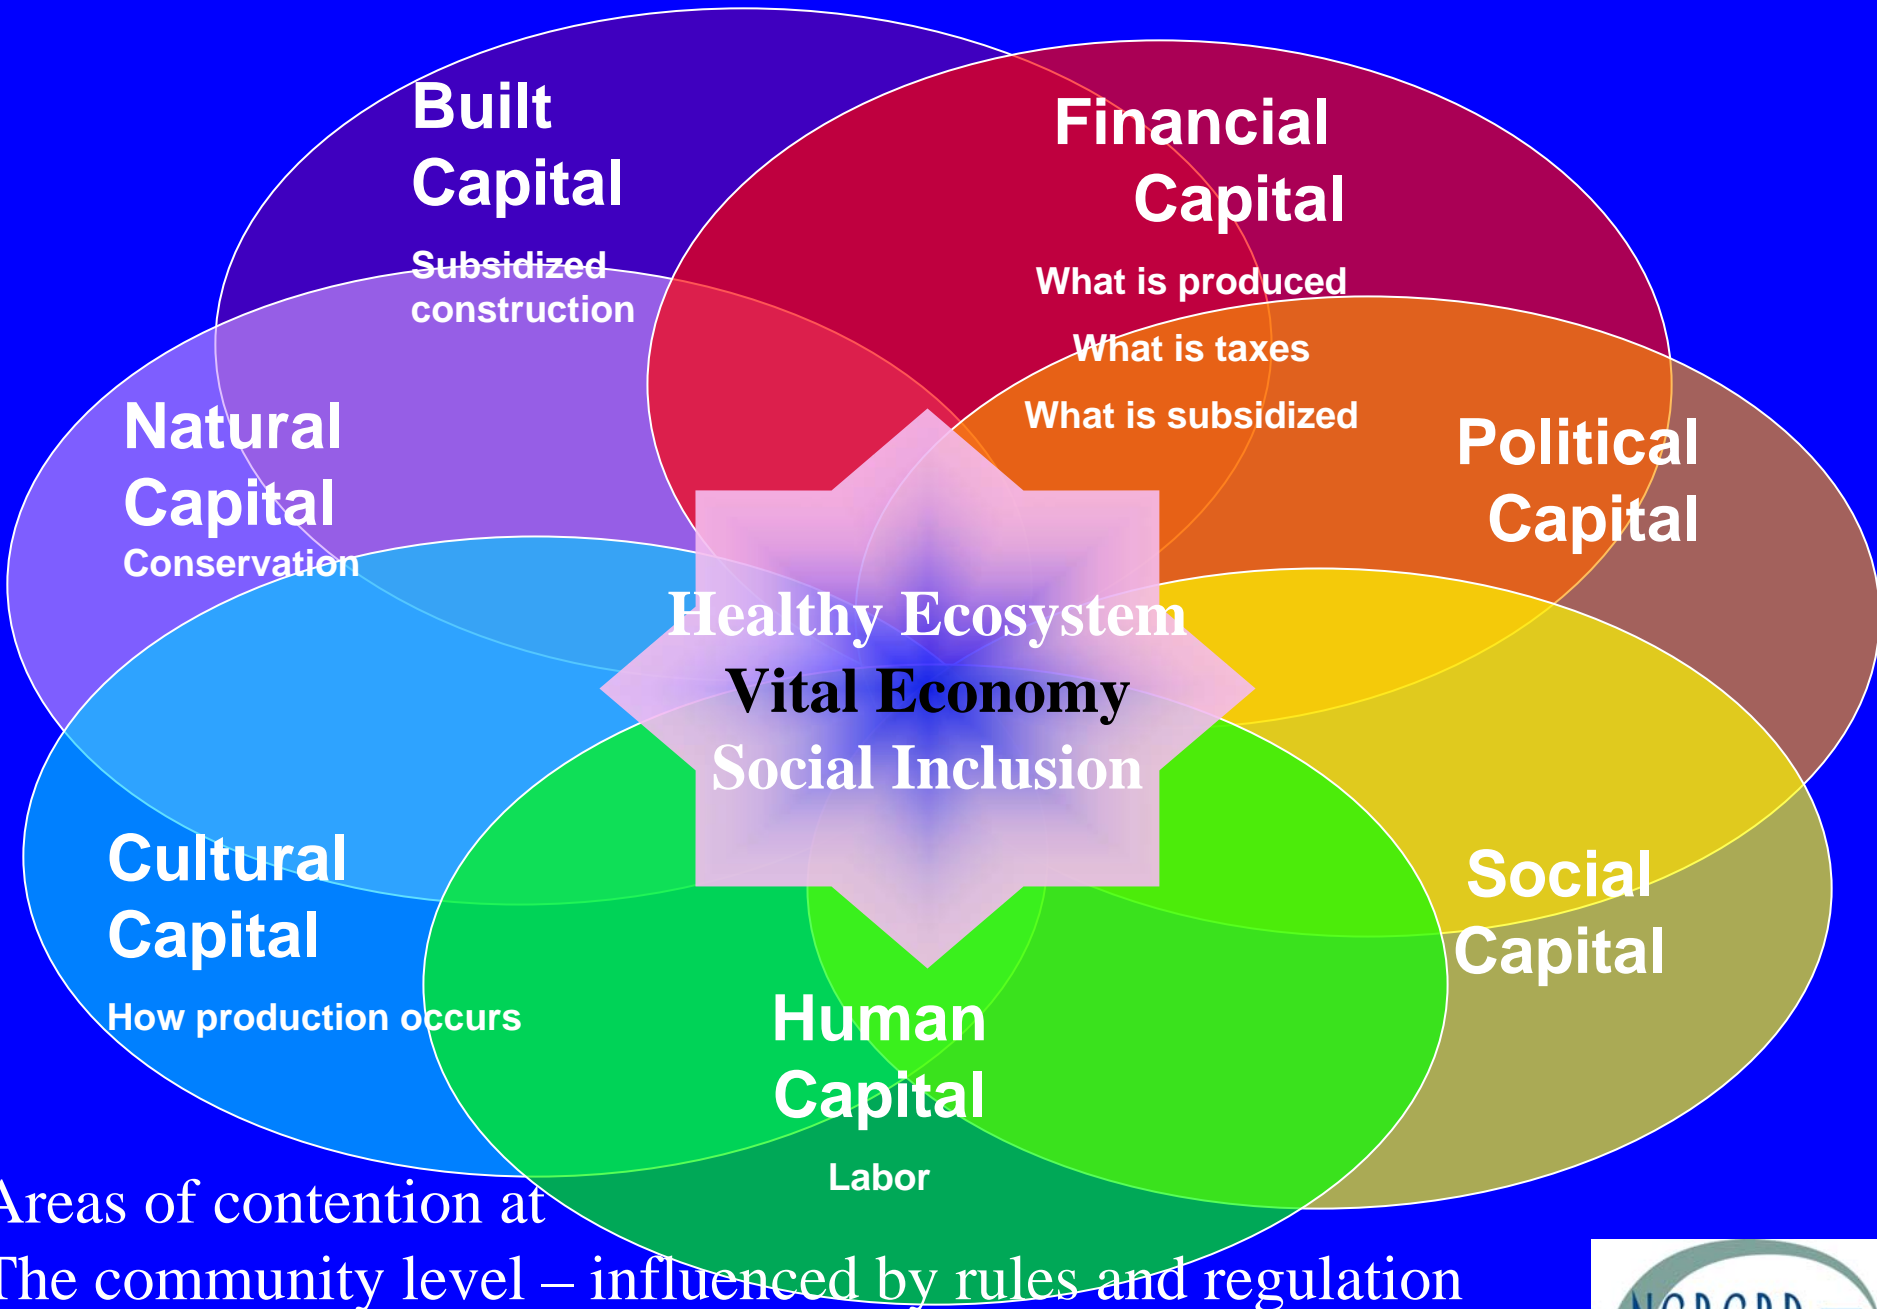 Built
Capital
Subsidized
construction
Financial
Capital
What is produced
What is taxes
What is subsidized
Natural
Capital
Conservation
Political
Capital
Healthy Ecosystem
Vital Economy
Social Inclusion
Cultural
Capital
How production occurs
Social
Capital
Human
Capital
Labor
Areas of contention at
The community level – influenced by rules and regulation